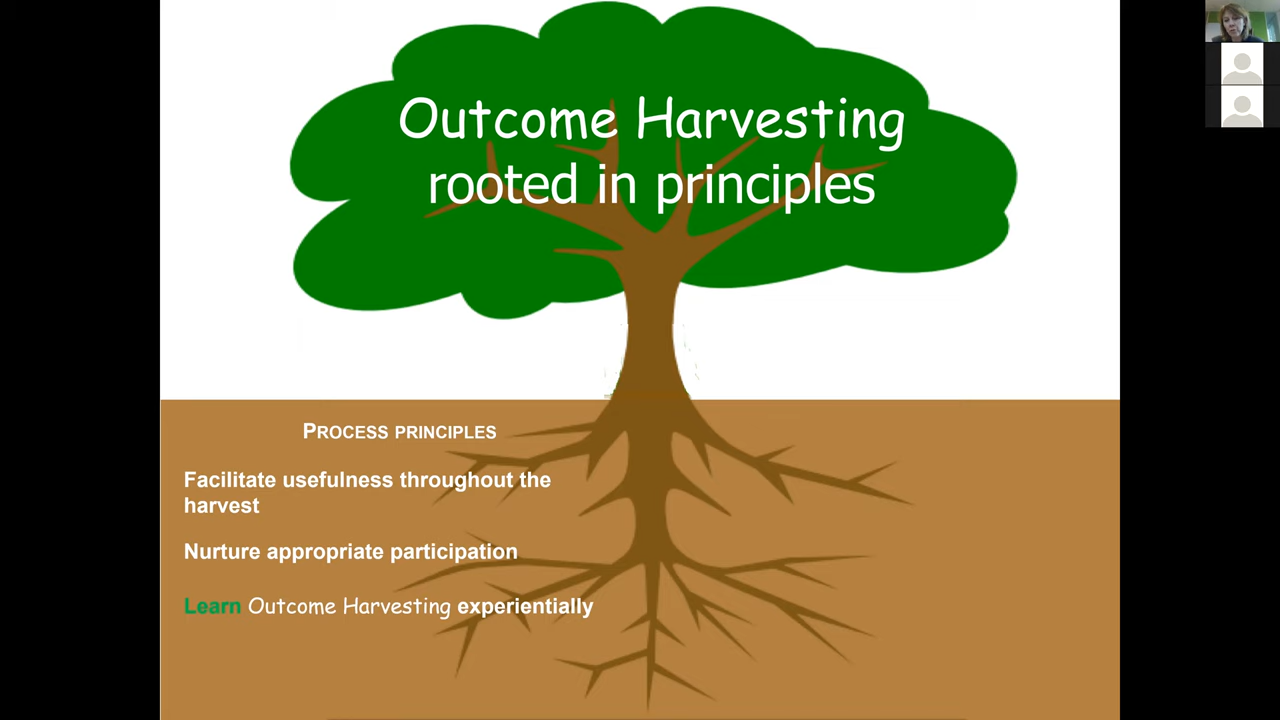 Outcome Harvesting
rooted in principles
PROCESS PRINCIPLES
Facilitate usefulness throughout the
harvest
Nurture appropriate participation
Learn Outcome Harvesting experientially